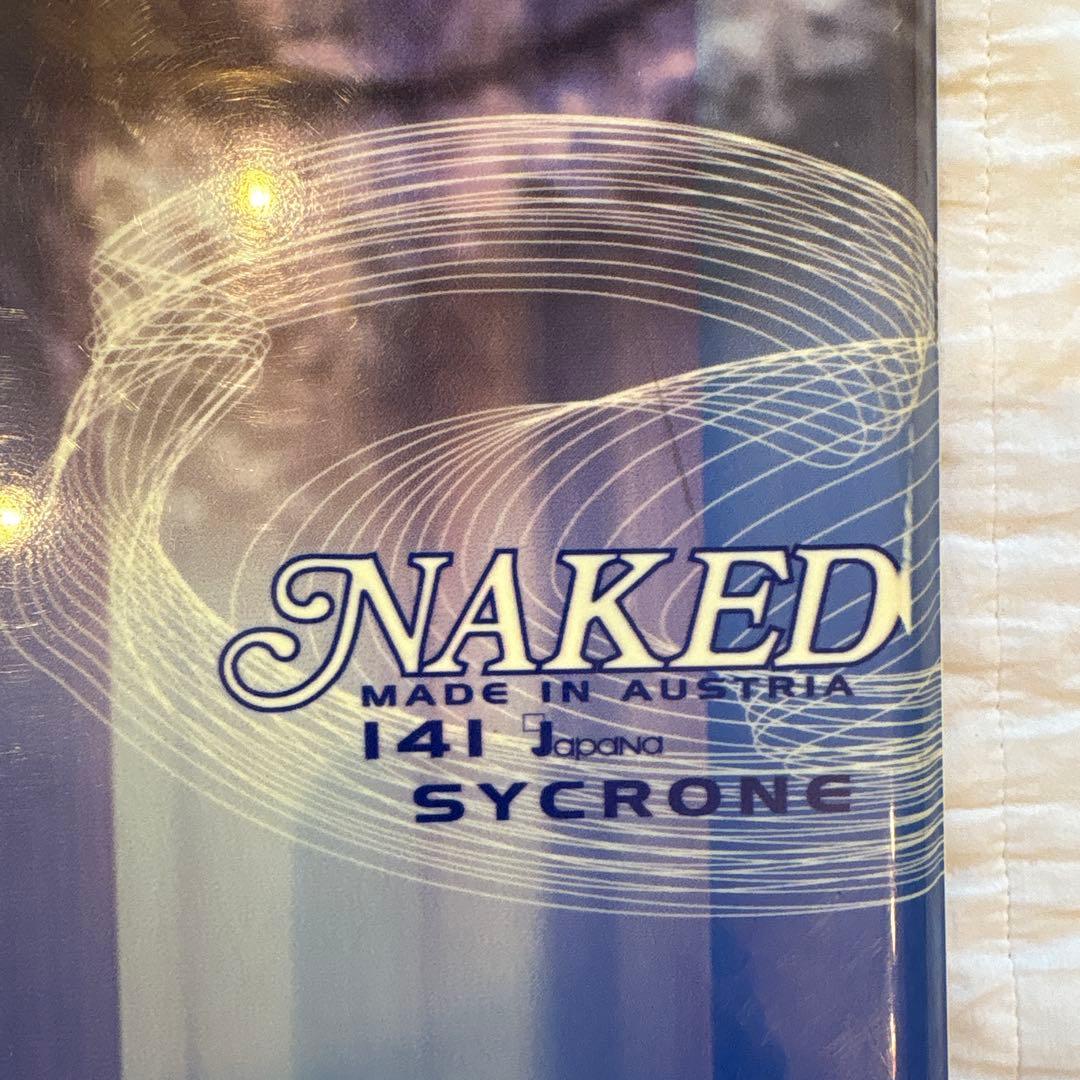 NAKED
MADE IN AUSTRIA
141 Japana
SYCRONE